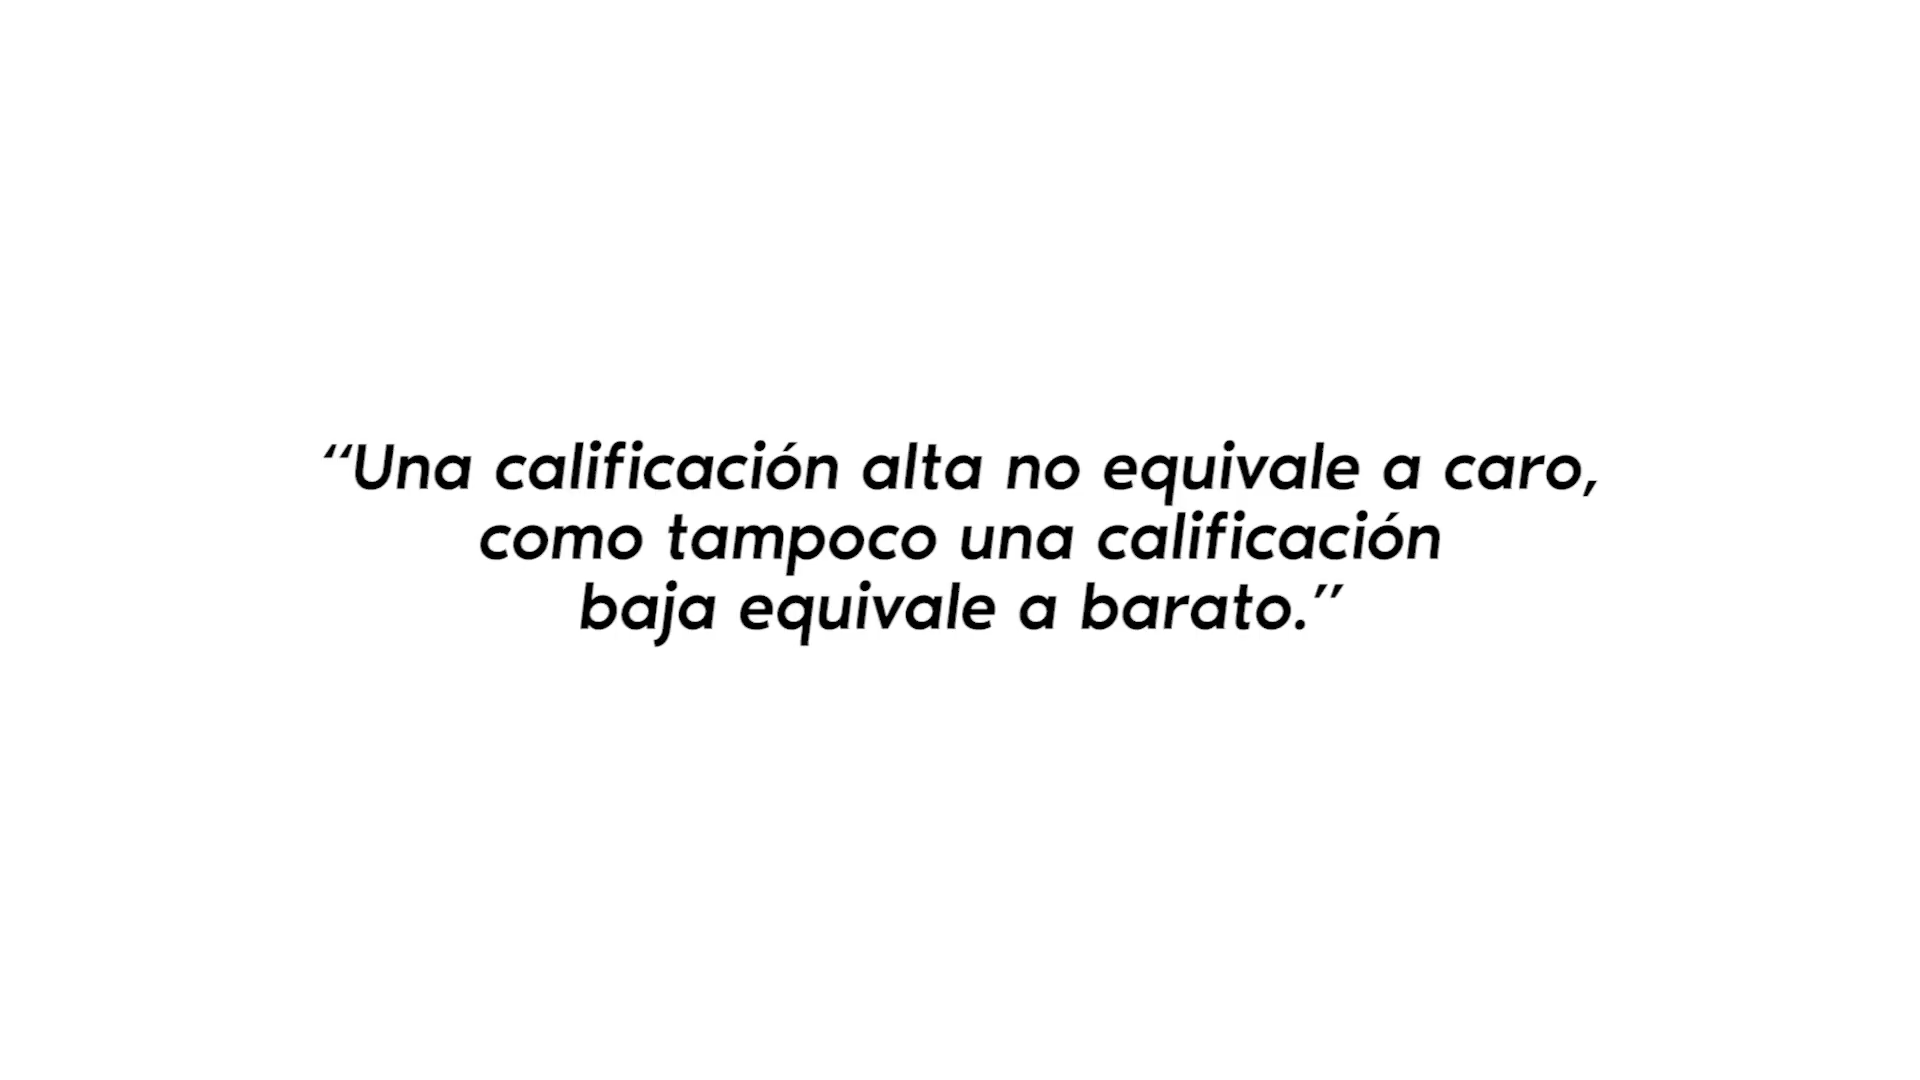 “Una calificación alta no equivale a caro,
como tampoco una calificación
baja equivale a barato.”